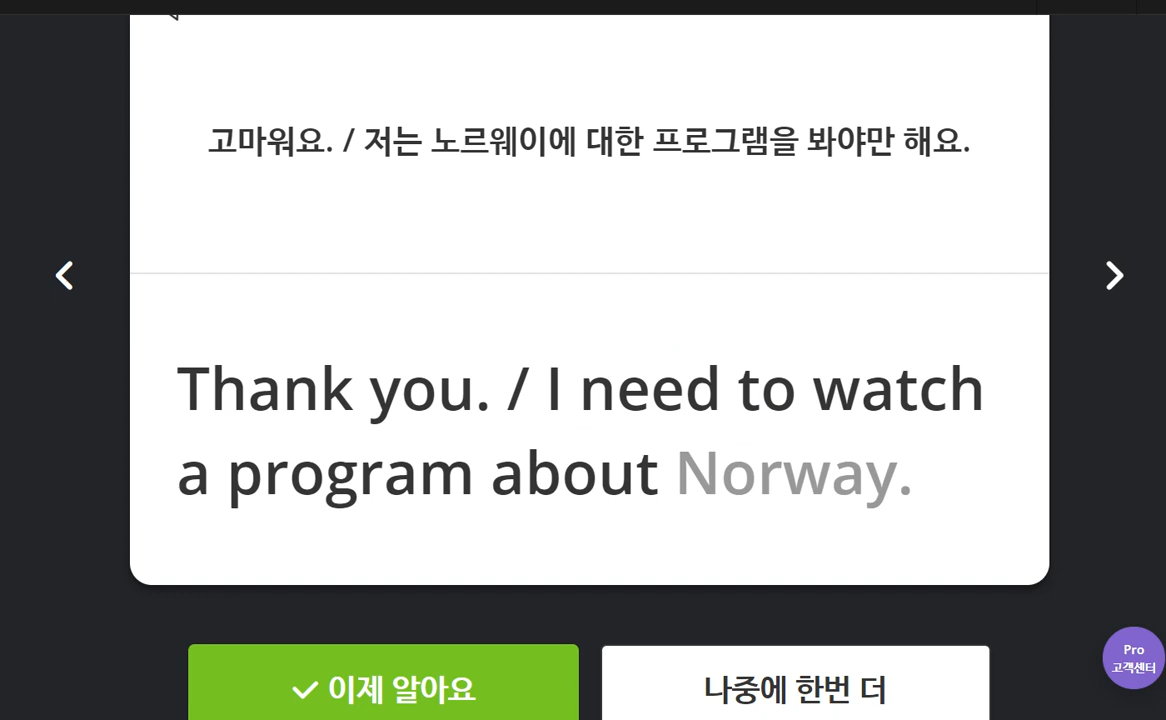 고마워요. / 저는 노르웨이에 대한 프로그램을 봐야만 해요.
Thank you. / I need to watch
a program about Norway.
이제 알아요
나중에 한번 더
Pro
고객센터